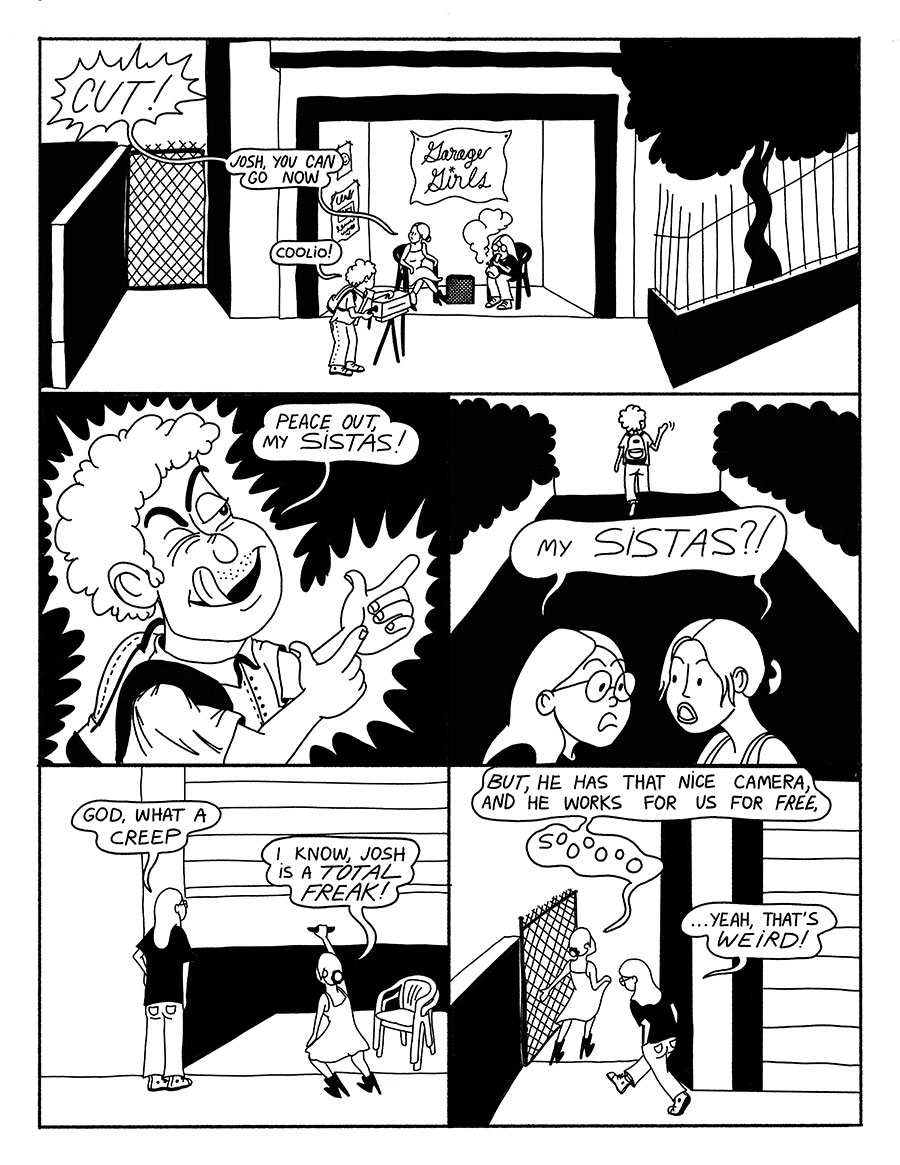 CUT!
JOSH, YOU CAN
GO NOW
Garage
Girls
COOLIO!
PEACE OUT,
MY SISTAS!
MY SISTAS?!
GOD, WHAT A
CREEP
I KNOW, JOSH
IS A TOTAL
FREAK!
BUT, HE HAS THAT NICE CAMERA,
AND HE WORKS FOR US FOR FREE,
SOOOOOO
...YEAH, THAT'S
WEIRD!